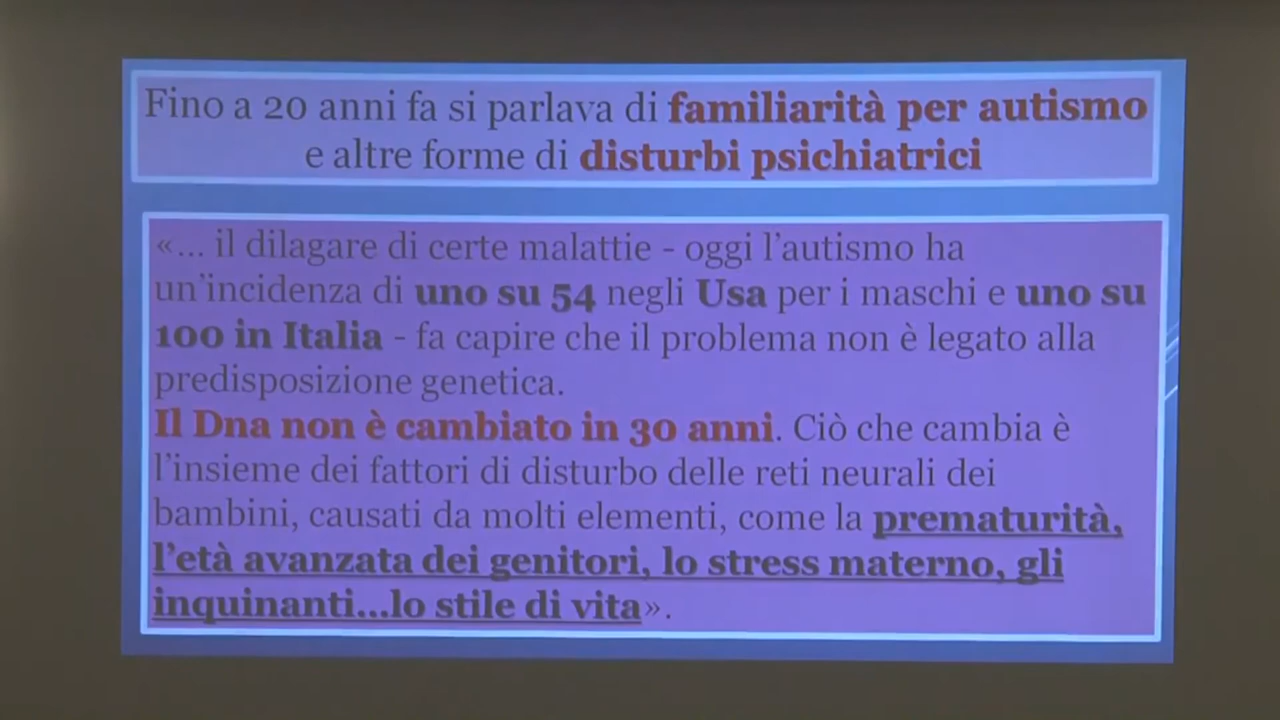 Fino a 20 anni fa si parlava di familiarità per autismo
e altre forme di disturbi psichiatrici
«... il dilagare di certe malattie - oggi l'autismo ha
un'incidenza di uno su 54 negli Usa per i maschi e uno su
100 in Italia - fa capire che il problema non è legato alla
predisposizione genetica.
Il Dna non è cambiato in 30 anni. Ciò che cambia è
l'insieme dei fattori di disturbo delle reti neurali dei
bambini, causati da molti elementi, come la prematurità,
l'età avanzata dei genitori, lo stress materno, gli
inquinanti...lo stile di vita».